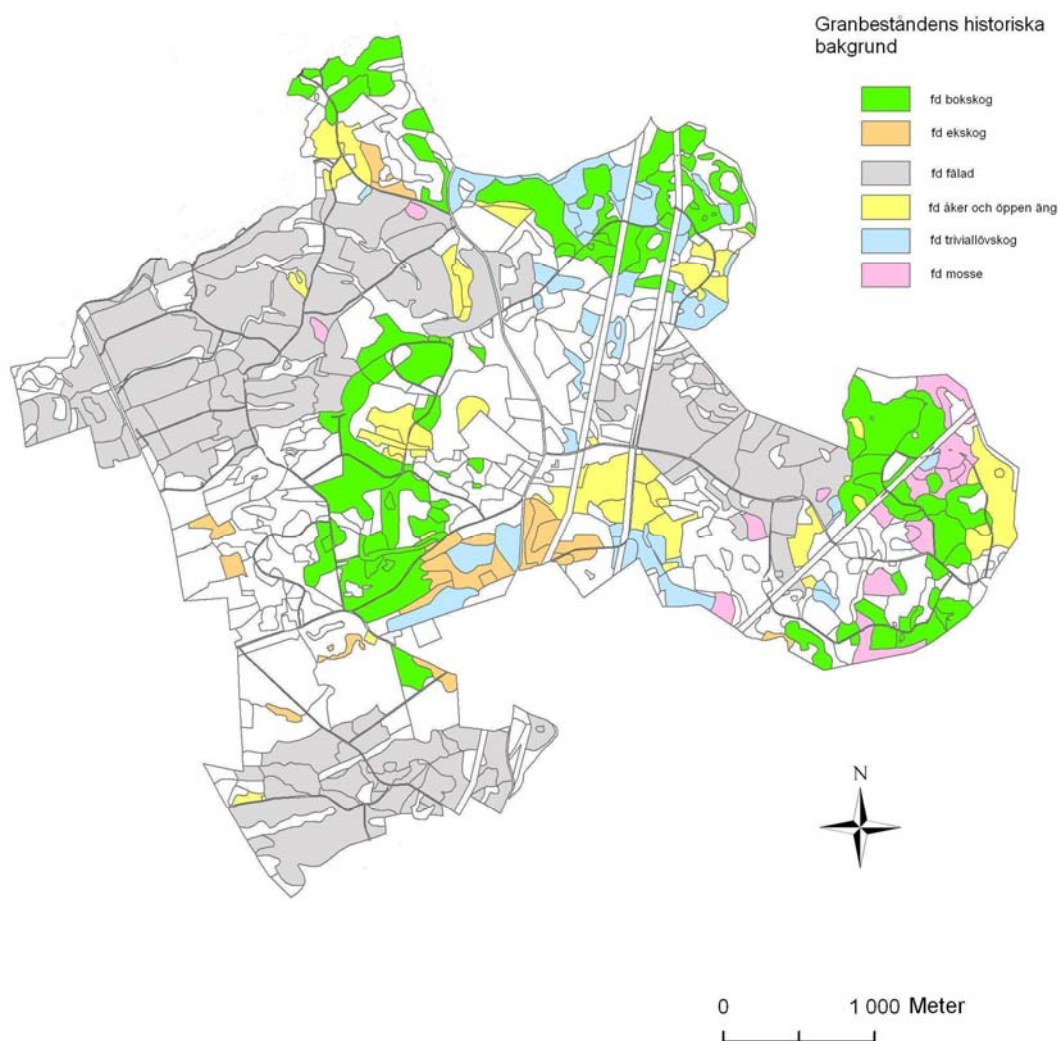 Granbeståndens historiska
bakgrund
fd bokskog
fd ekskog
fd fälad
fd åker och öppen äng
fd triviallövskog
fd mosse
N
0 1 000 Meter